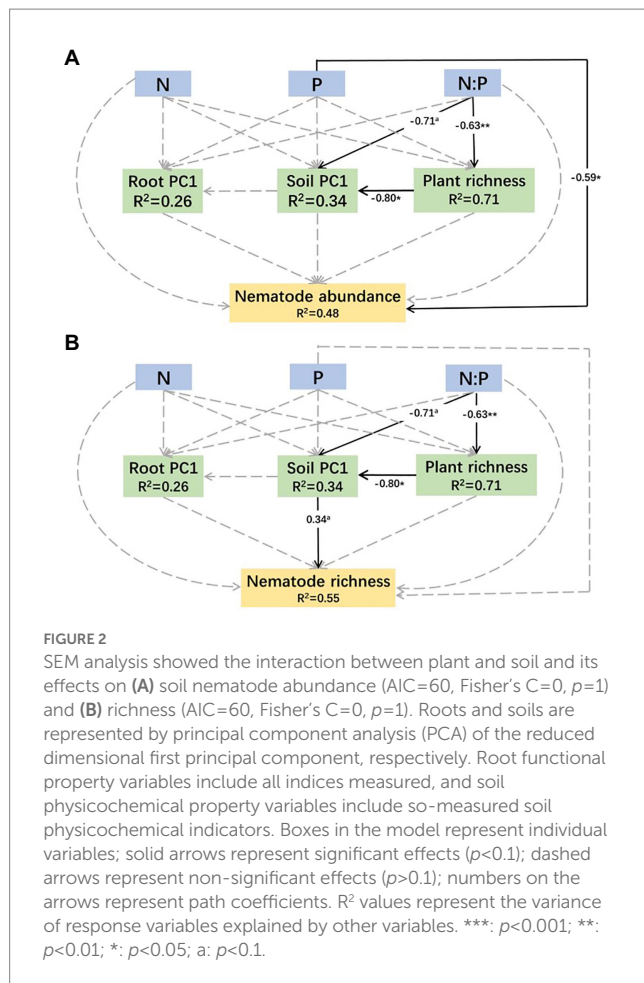 A
N P N:P
-0.71ᵃ
-0.63**
-0.59*
Root PC1 Soil PC1 Plant richness
R²=0.26 R²=0.34 R²=0.71
-0.80*
Nematode abundance
R²=0.48
B
N P N:P
-0.71ᵃ
-0.63**
Root PC1 Soil PC1 Plant richness
R²=0.26 R²=0.34 R²=0.71
-0.80*
0.34ᵃ
Nematode richness
R²=0.55
FIGURE 2
SEM analysis showed the interaction between plant and soil and its
effects on (A) soil nematode abundance (AIC=60, Fisher's C=0, p=1)
and (B) richness (AIC=60, Fisher's C=0, p=1). Roots and soils are
represented by principal component analysis (PCA) of the reduced
dimensional first principal component, respectively. Root functional
property variables include all indices measured, and soil
physicochemical property variables include so-measured soil
physicochemical indicators. Boxes in the model represent individual
variables; solid arrows represent significant effects (p<0.1); dashed
arrows represent non-significant effects (p>0.1); numbers on the
arrows represent path coefficients. R² values represent the variance
of response variables explained by other variables. ***: p<0.001; **:
p<0.01; *: p<0.05; a: p<0.1.